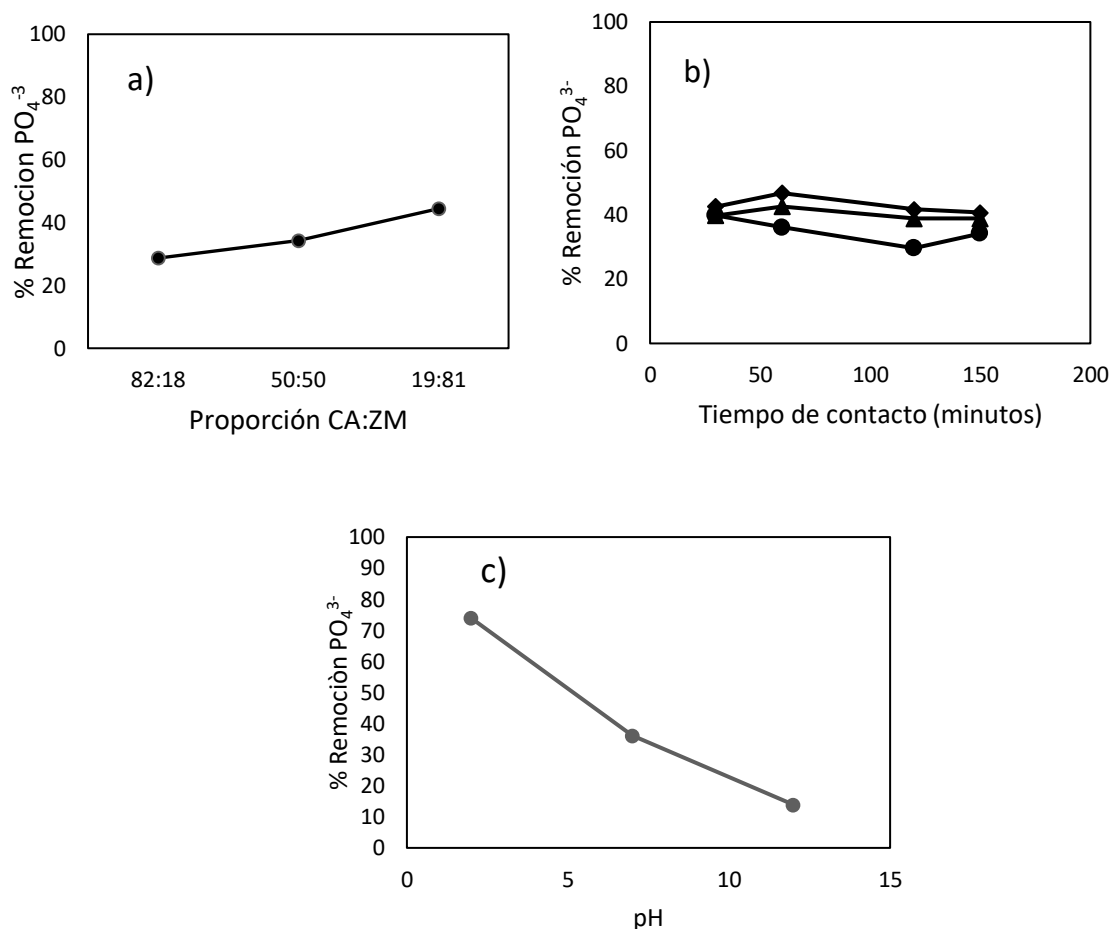 a)
% Remocion PO₄⁻³
100
80
60
40
20
0
82:18 50:50 19:81
Proporción CA:ZM
b)
% Remoción PO₄³⁻
100
80
60
40
20
0
0 50 100 150 200
Tiempo de contacto (minutos)
c)
% Remociòn PO₄³⁻
100
90
80
70
60
50
40
30
20
10
0
0 5 10 15
pH